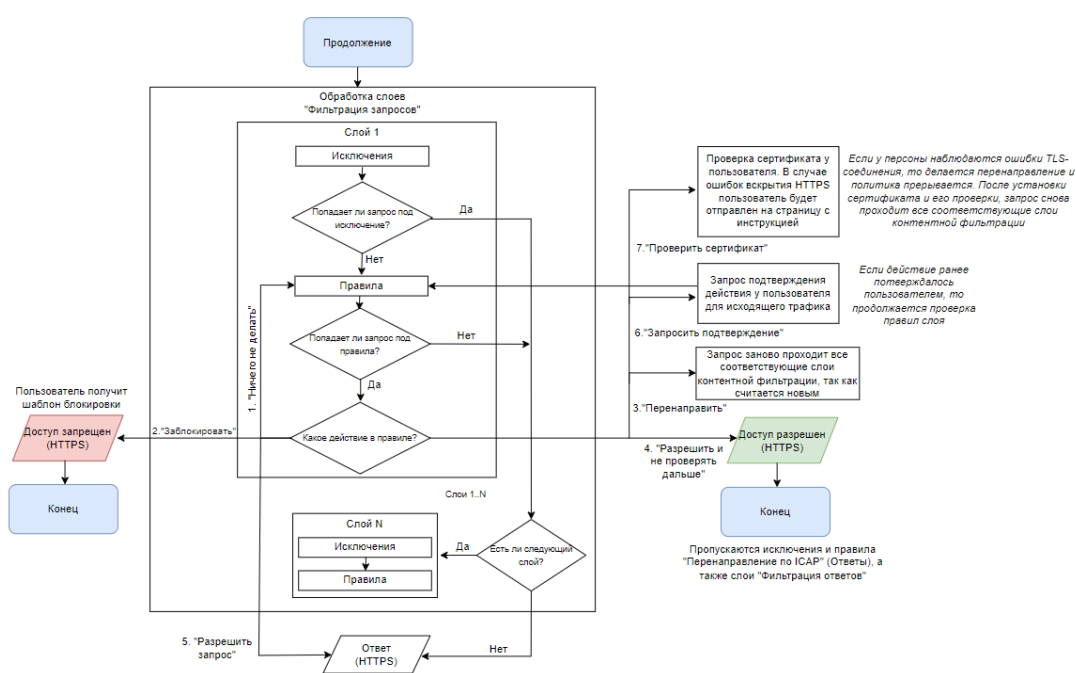 Продолжение
Обработка слоев
"Фильтрация запросов"
Слой 1
Исключения
Попадает ли запрос под
исключение?
Да
Нет
Правила
Попадает ли запрос под
правила?
Нет
Да
Какое действие в правиле?
1. "Ничего не делать"
2."Заблокировать"
Пользователь получит
шаблон блокировки
Доступ запрещен
(HTTPS)
Конец
Проверка сертификата у
пользователя. В случае
ошибок вскрытия HTTPS
пользователь будет
отправлен на страницу с
инструкцией
Если у персоны наблюдаются ошибки TLS-
соединения, то делается перенаправление и
политика прерывается. После установки
сертификата и его проверки, запрос снова
проходит все соответствующие слои
контентной фильтрации
7."Проверить сертификат"
Запрос подтверждения
действия у пользователя
для исходящего трафика
Если действие ранее
потверждалось
пользователем, то
продолжается проверка
правил слоя
6."Запросить подтверждение"
Запрос заново проходит все
соответствующие слои
контентной фильтрации, так как
считается новым
3."Перенаправить"
4. "Разрешить и
не проверять
дальше"
Доступ разрешен
(HTTPS)
Конец
Пропускаются исключения и правила
"Перенаправление по ICAP" (Ответы), а
также слои "Фильтрация ответов"
Слои 1..N
Слой N
Исключения
Правила
Да
Есть ли следующий
слой?
Нет
5. "Разрешить
запрос"
Ответ
(HTTPS)